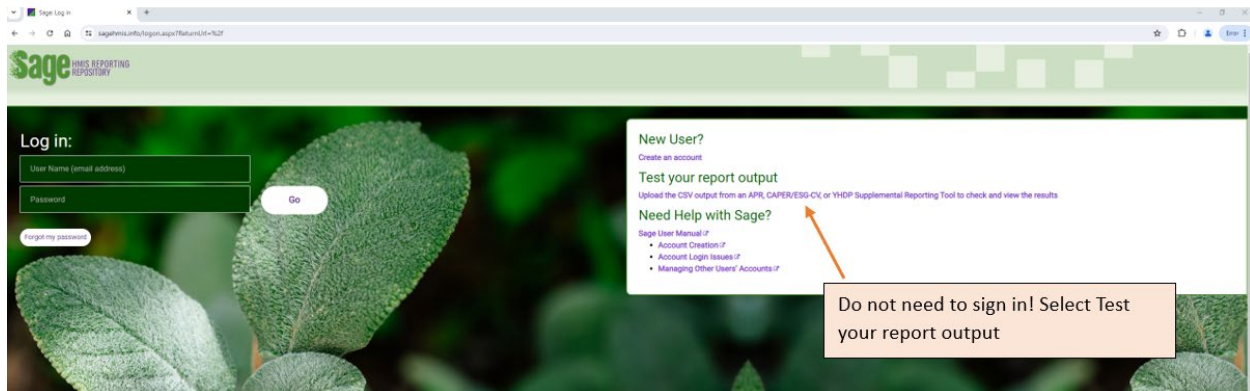 Sage: Log in
sagehmis.info/logon.aspx?ReturnUrl=%2f
Error
Sage HMIS REPORTING
REPOSITORY
Log in:
User Name (email address)
Password
Go
Forgot my password
New User?
Create an account
Test your report output
Upload the CSV output from an APR, CAPER/ESG-CV, or YHDP Supplemental Reporting Tool to check and view the results
Need Help with Sage?
Sage User Manual
• Account Creation
• Account Login Issues
• Managing Other Users' Accounts
Do not need to sign in! Select Test
your report output